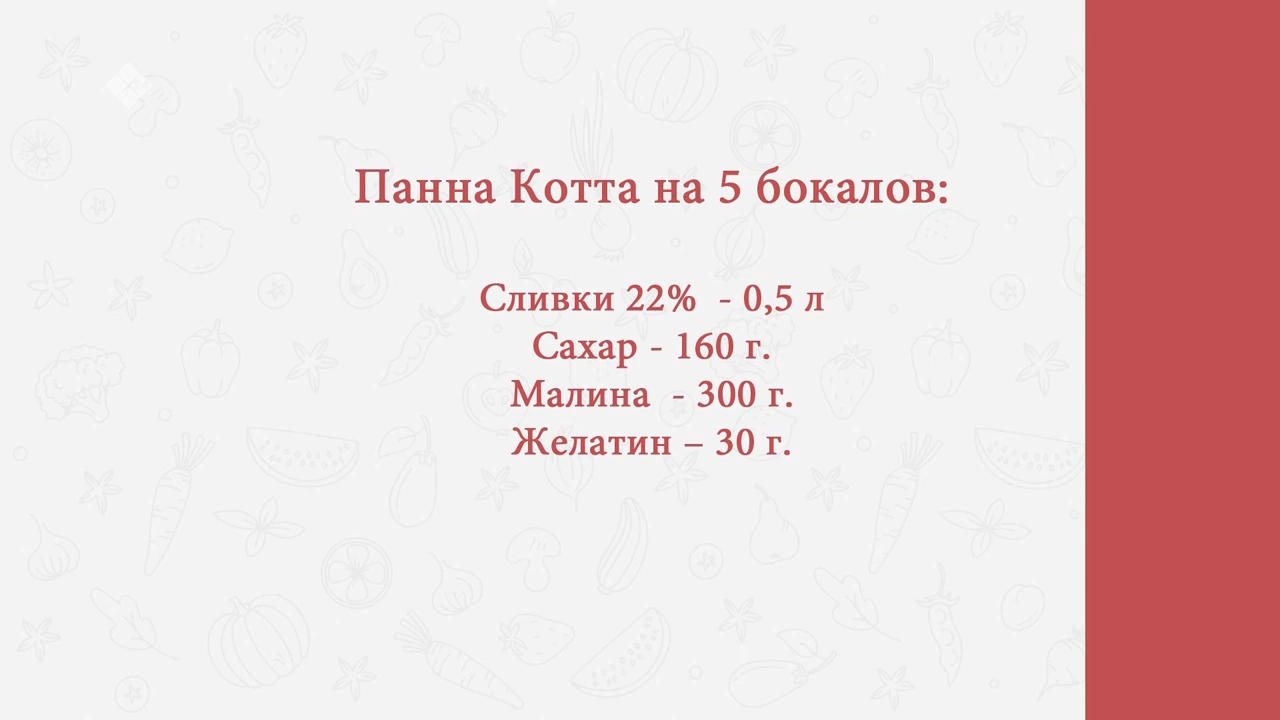 Панна Котта на 5 бокалов:
Сливки 22% - 0,5 л
Сахар - 160 г.
Малина - 300 г.
Желатин – 30 г.